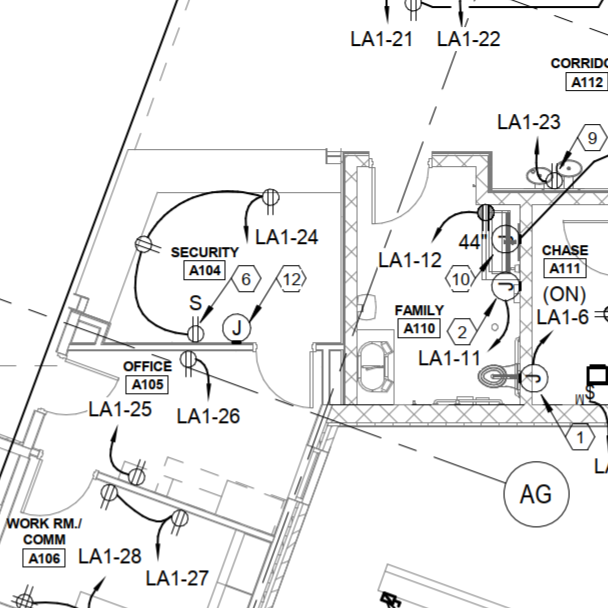 LA1-21
LA1-22
A112
LA1-23
9
LA1-24
SECURITY
A104
6
12
S
J
LA1-12
44"
J
10
CHASE
A111
(ON)
LA1-6
J
FAMILY
A110
2
LA1-11
J
1
OFFICE
A105
LA1-25
LA1-26
AG
WORK RM./
COMM
A106
LA1-28
LA1-27
S
M